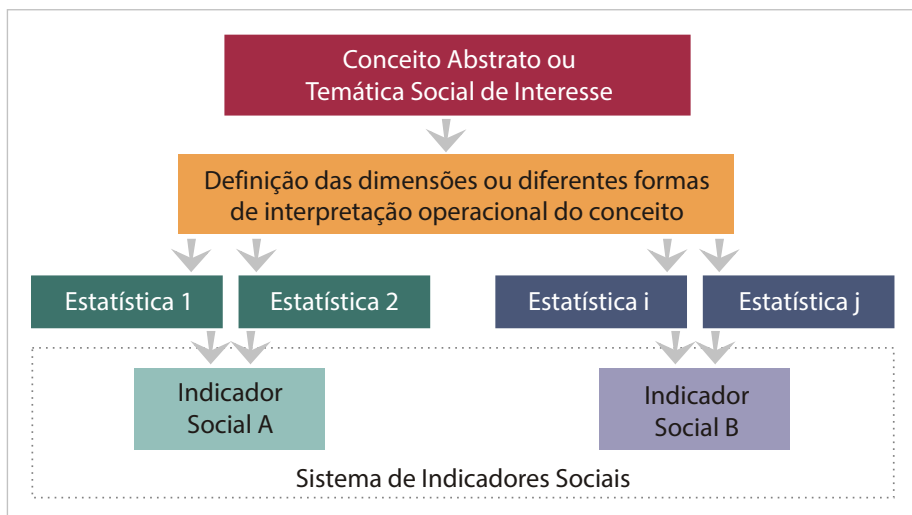 Conceito Abstrato ou
Temática Social de Interesse
Definição das dimensões ou diferentes formas
de interpretação operacional do conceito
Estatística 1
Estatística 2
Estatística i
Estatística j
Indicador
Social A
Indicador
Social B
Sistema de Indicadores Sociais